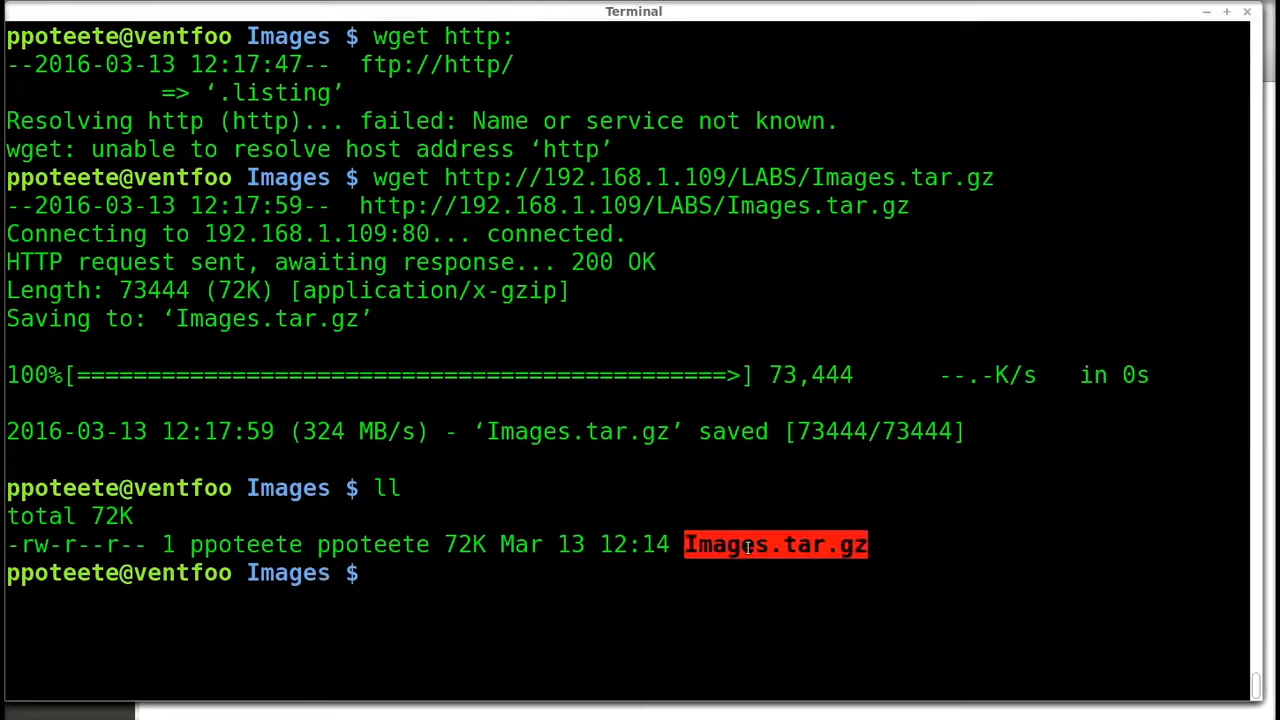 Terminal
ppoteete@ventfoo Images $ wget http:
--2016-03-13 12:17:47--  ftp://http/
           => ‘.listing’
Resolving http (http)... failed: Name or service not known.
wget: unable to resolve host address ‘http’
ppoteete@ventfoo Images $ wget http://192.168.1.109/LABS/Images.tar.gz
--2016-03-13 12:17:59--  http://192.168.1.109/LABS/Images.tar.gz
Connecting to 192.168.1.109:80... connected.
HTTP request sent, awaiting response... 200 OK
Length: 73444 (72K) [application/x-gzip]
Saving to: ‘Images.tar.gz’
100%[==============================================>] 73,444      --.-K/s   in 0s
2016-03-13 12:17:59 (324 MB/s) - ‘Images.tar.gz’ saved [73444/73444]
ppoteete@ventfoo Images $ ll
total 72K
-rw-r--r-- 1 ppoteete ppoteete 72K Mar 13 12:14 Images.tar.gz
ppoteete@ventfoo Images $